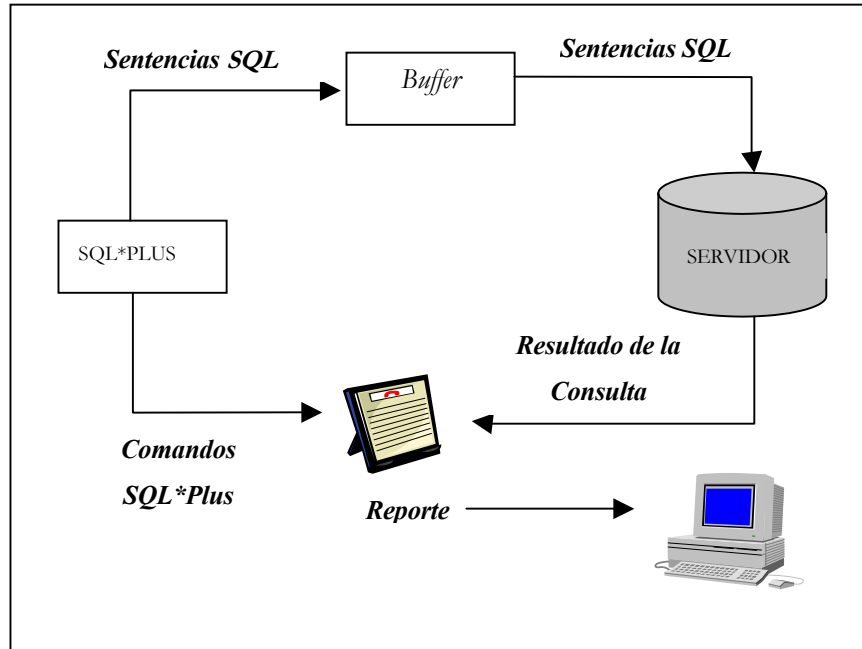 Sentencias SQL
Sentencias SQL
Buffer
SQL*PLUS
SERVIDOR
Resultado de la
Consulta
Comandos
SQL*Plus
Reporte